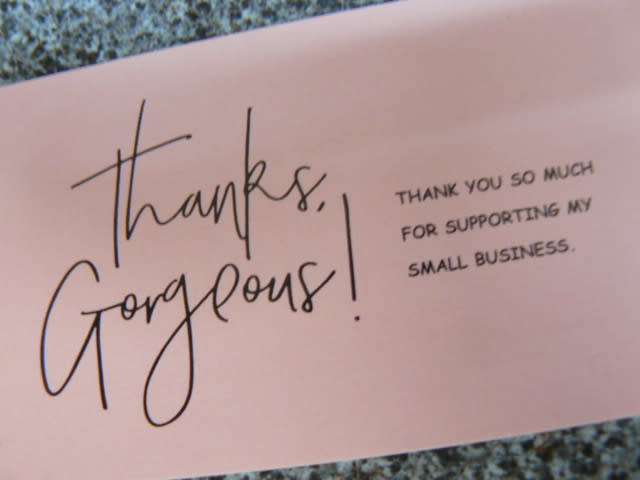 Thanks,
Gorgeous!
THANK YOU SO MUCH
FOR SUPPORTING MY
SMALL BUSINESS.